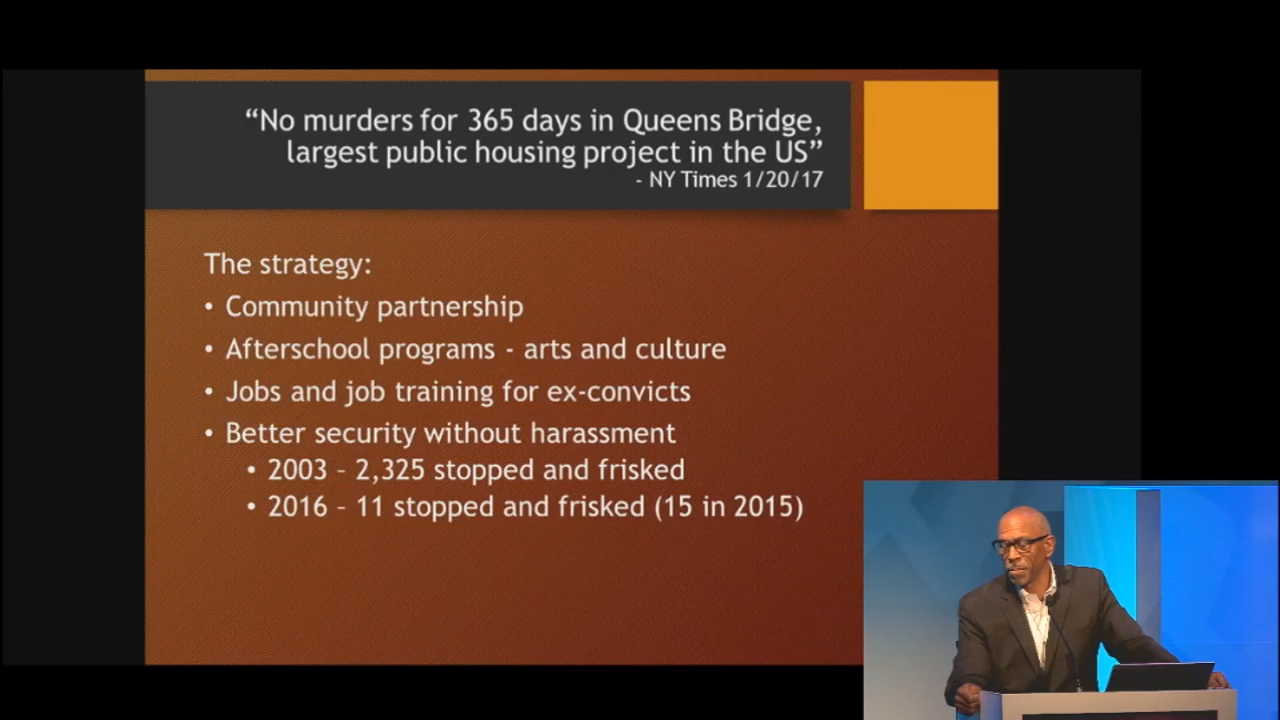 “No murders for 365 days in Queens Bridge,
largest public housing project in the US”
- NY Times 1/20/17
The strategy:
• Community partnership
• Afterschool programs - arts and culture
• Jobs and job training for ex-convicts
• Better security without harassment
• 2003 – 2,325 stopped and frisked
• 2016 – 11 stopped and frisked (15 in 2015)